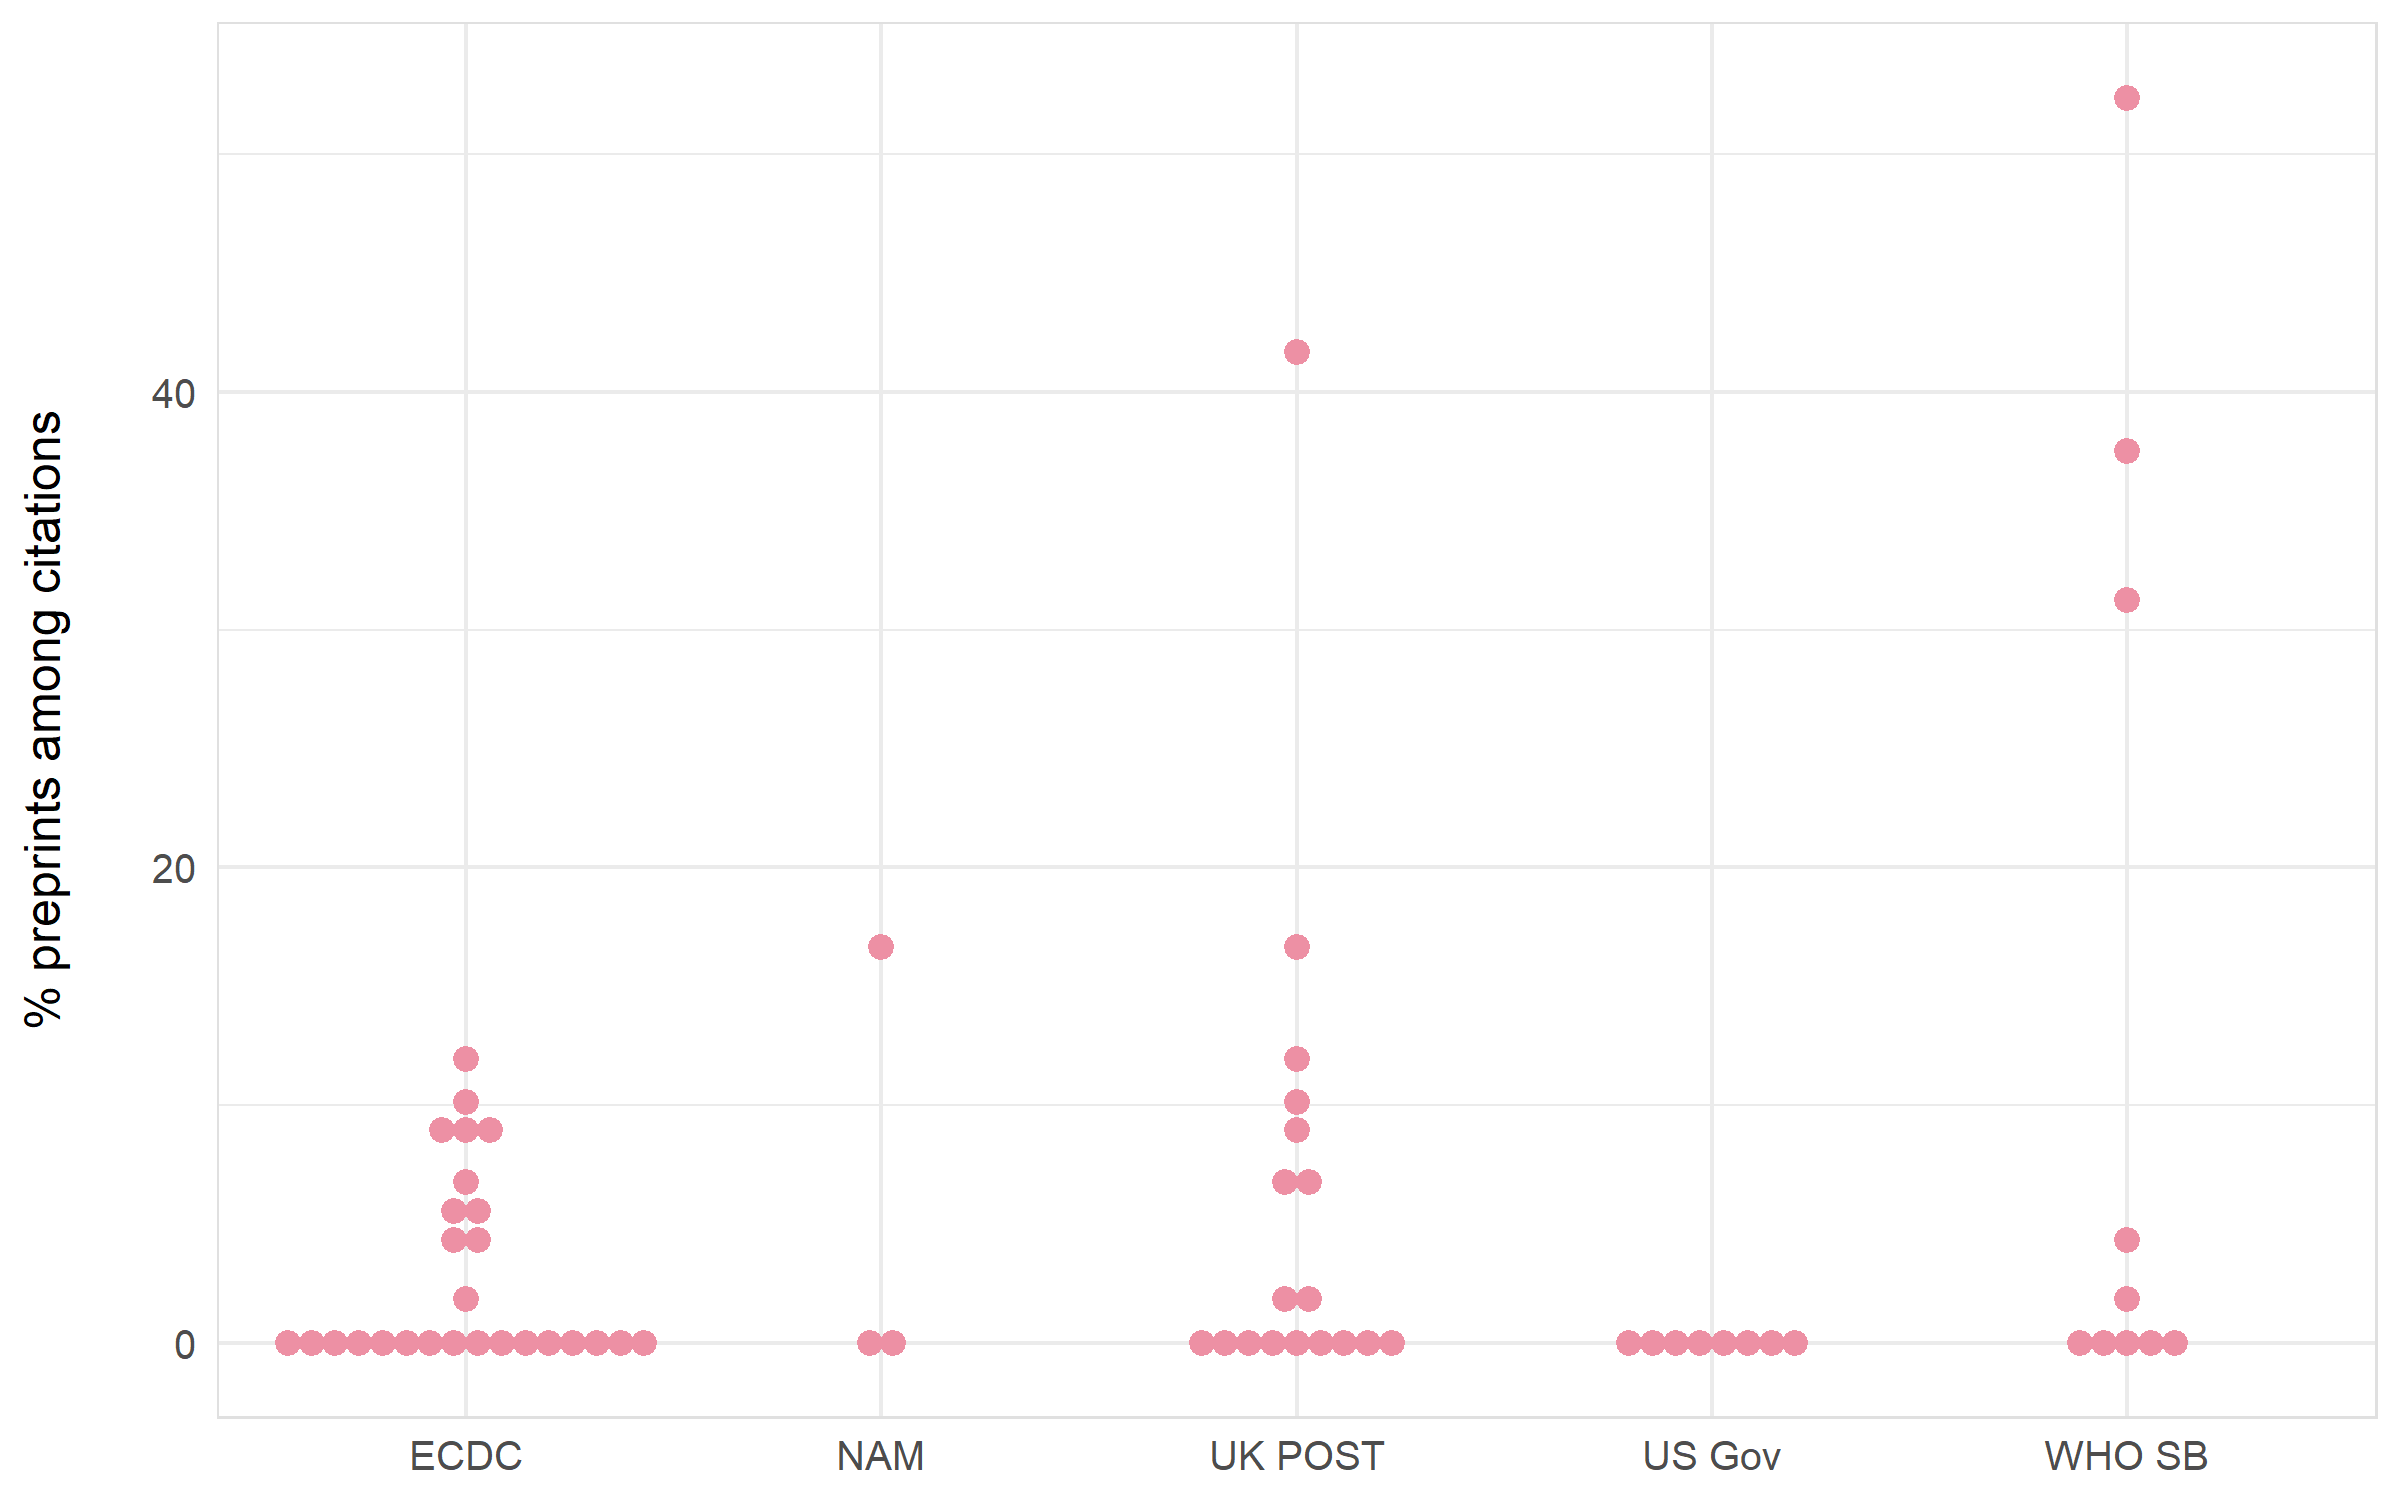 % preprints among citations
40
20
0
ECDC
NAM
UK POST
US Gov
WHO SB